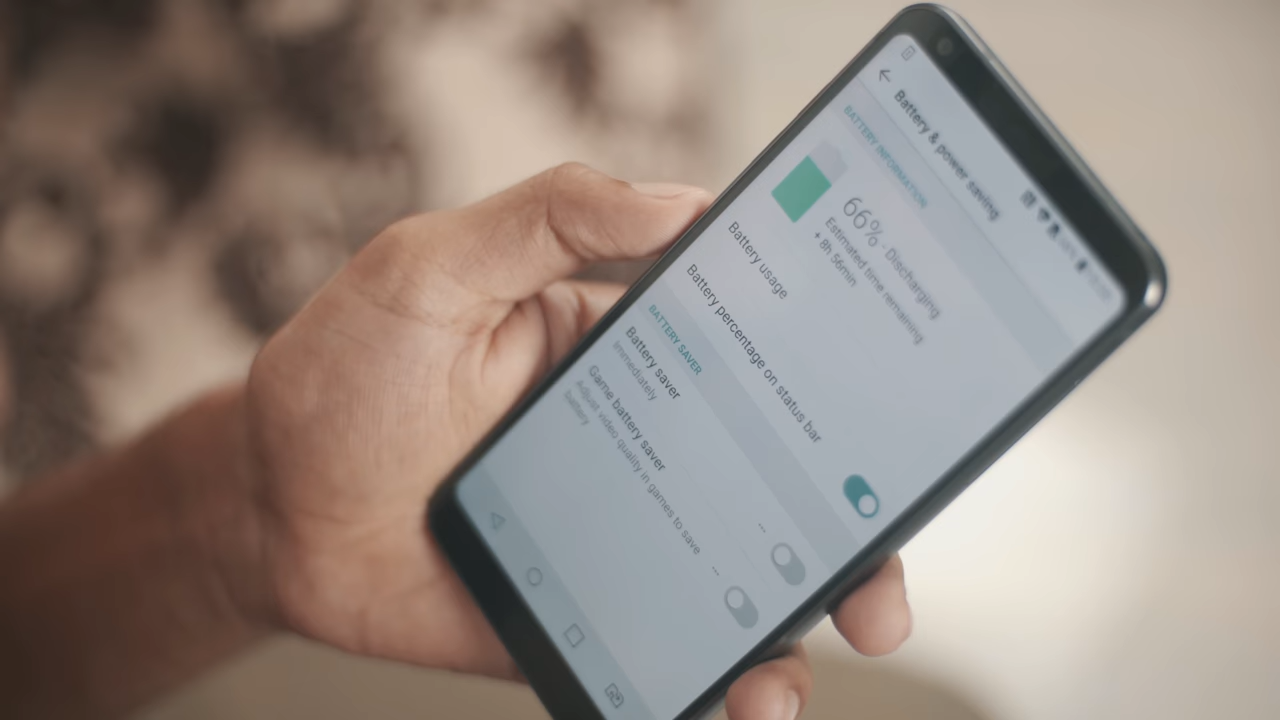 Battery & power saving
BATTERY INFORMATION
66% - Discharging
Estimated time remaining
+ 8h 56min
Battery usage
Battery percentage on status bar
BATTERY SAVER
Battery saver
Immediately
Game battery saver
Adjust video quality in games to save
battery